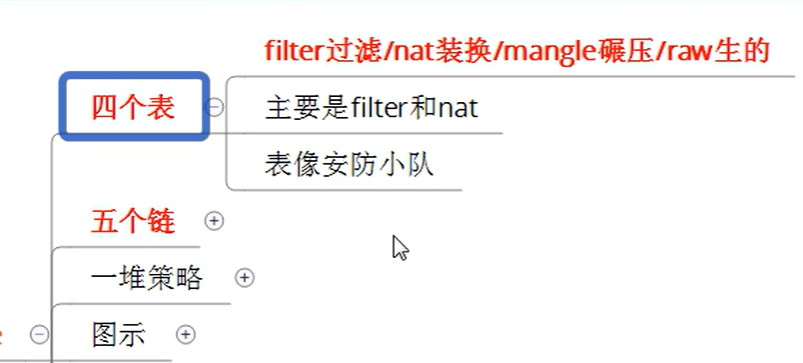 filter过滤/nat装换/mangle碾压/raw生的
四个表
主要是filter和nat
表像安防小队
五个链
一堆策略
图示